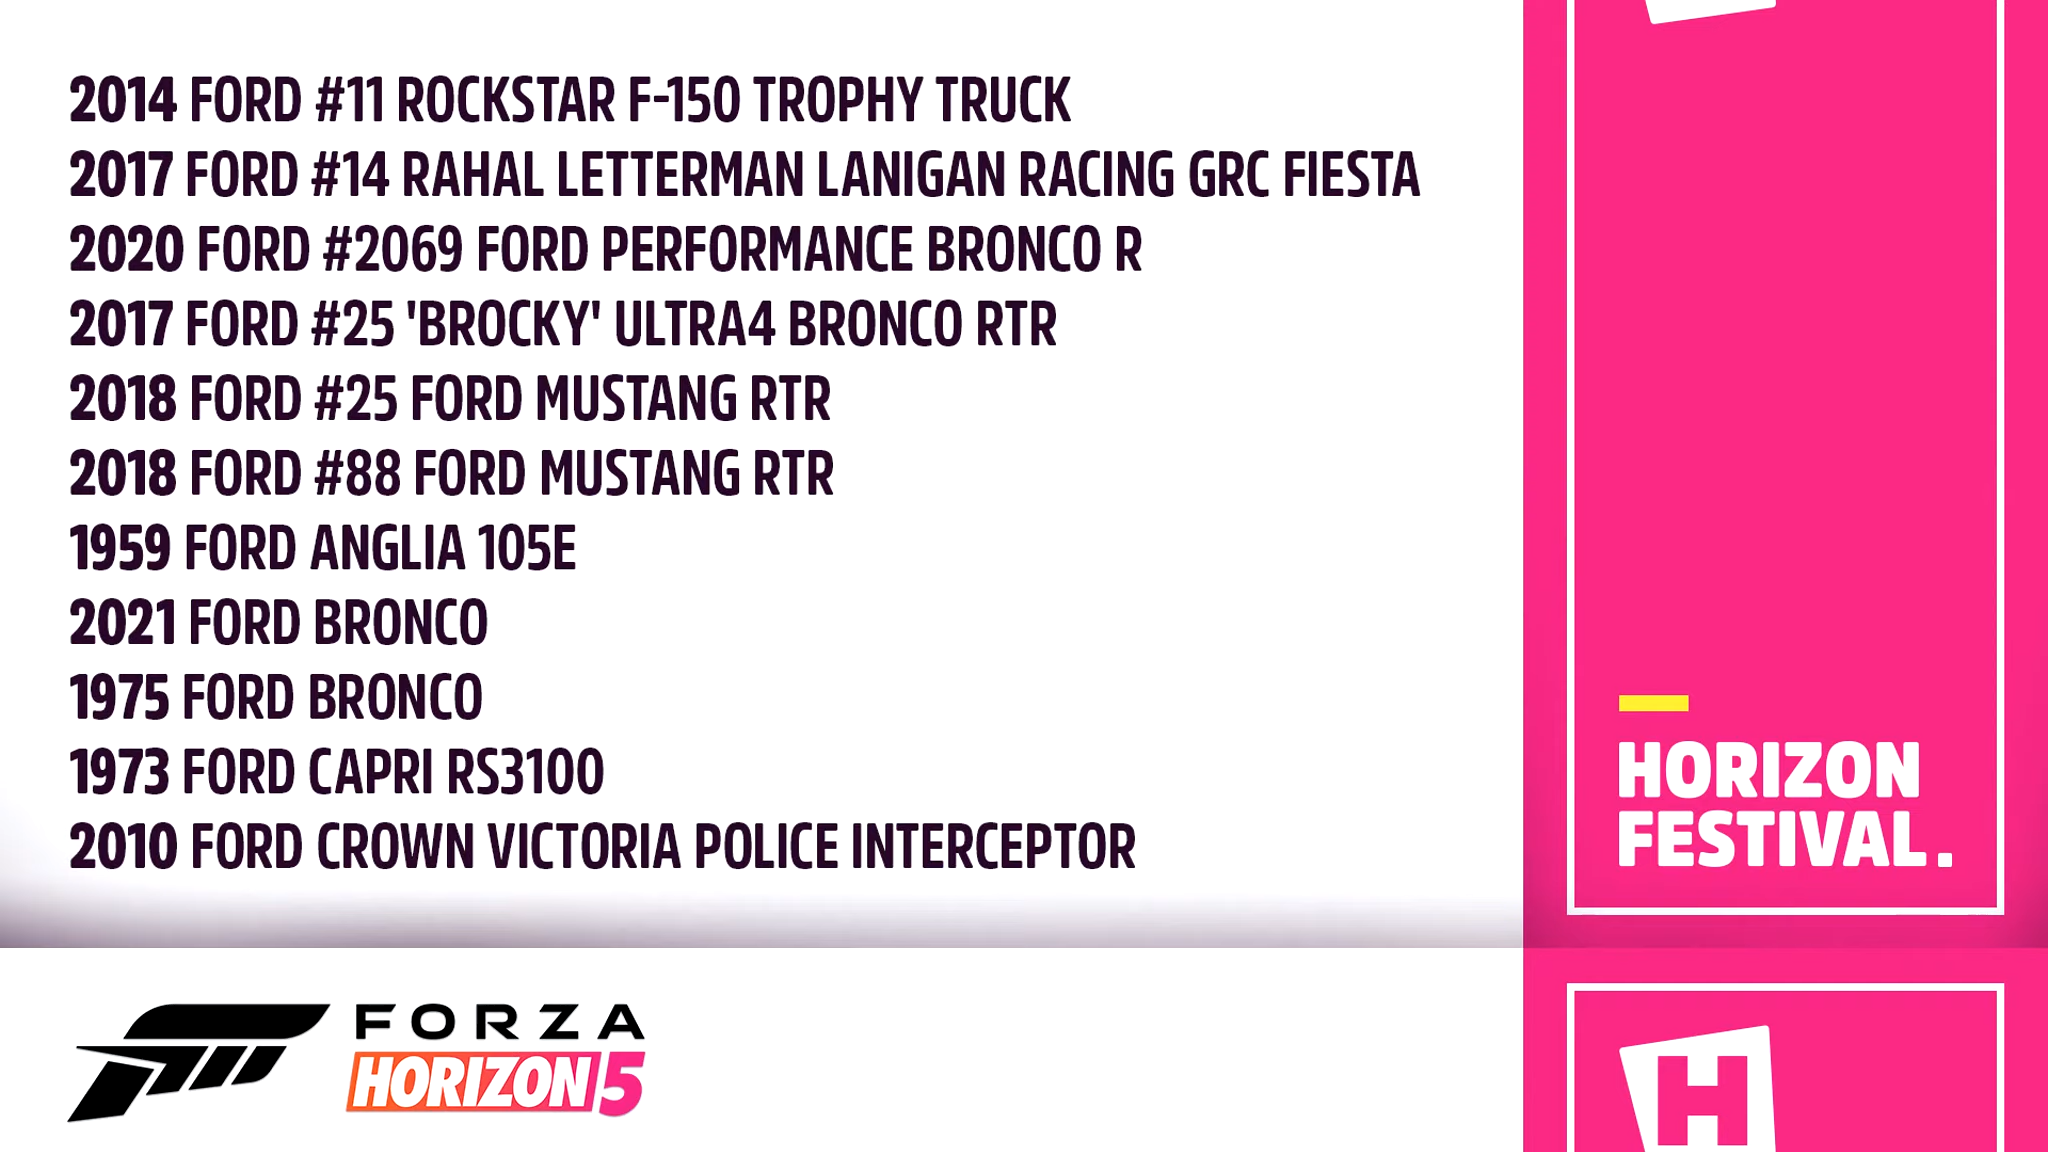 2014 FORD #11 ROCKSTAR F-150 TROPHY TRUCK
2017 FORD #14 RAHAL LETTERMAN LANIGAN RACING GRC FIESTA
2020 FORD #2069 FORD PERFORMANCE BRONCO R
2017 FORD #25 'BROCKY' ULTRA4 BRONCO RTR
2018 FORD #25 FORD MUSTANG RTR
2018 FORD #88 FORD MUSTANG RTR
1959 FORD ANGLIA 105E
2021 FORD BRONCO
1975 FORD BRONCO
1973 FORD CAPRI RS3100
2010 FORD CROWN VICTORIA POLICE INTERCEPTOR
HORIZON
FESTIVAL.
FORZA
HORIZON 5
H